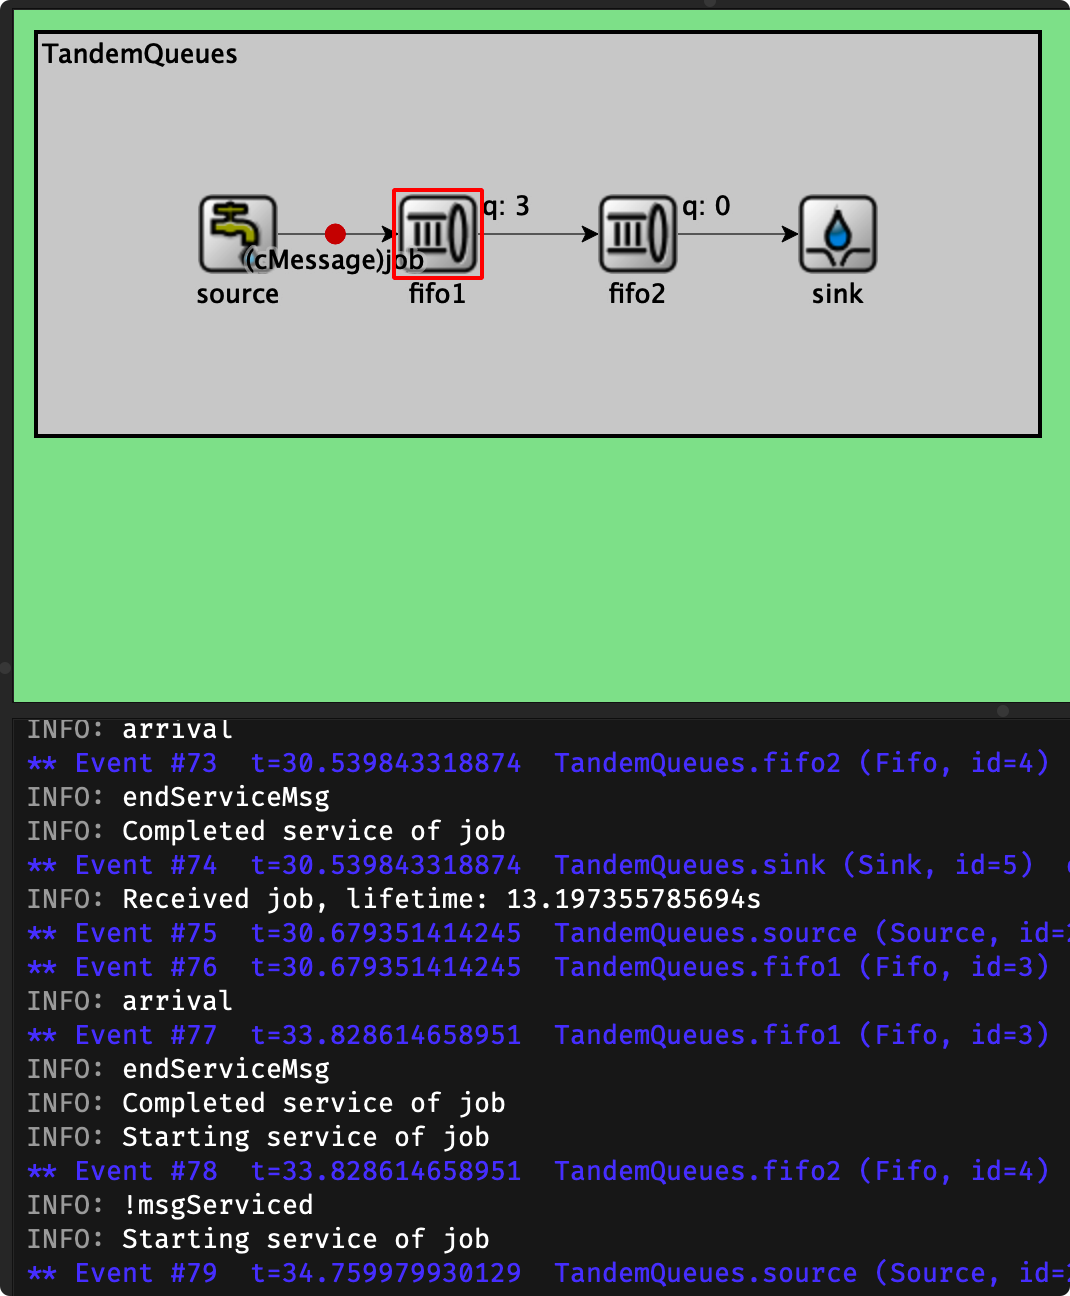 TandemQueues
q: 3
q: 0
(cMessage)job
source
fifo1
fifo2
sink
INFO: arrival
** Event #73  t=30.539843318874  TandemQueues.fifo2 (Fifo, id=4)
INFO: endServiceMsg
INFO: Completed service of job
** Event #74  t=30.539843318874  TandemQueues.sink (Sink, id=5)
INFO: Received job, lifetime: 13.197355785694s
** Event #75  t=30.679351414245  TandemQueues.source (Source, id=
** Event #76  t=30.679351414245  TandemQueues.fifo1 (Fifo, id=3)
INFO: arrival
** Event #77  t=33.828614658951  TandemQueues.fifo1 (Fifo, id=3)
INFO: endServiceMsg
INFO: Completed service of job
INFO: Starting service of job
** Event #78  t=33.828614658951  TandemQueues.fifo2 (Fifo, id=4)
INFO: !msgServiced
INFO: Starting service of job
** Event #79  t=34.759979930129  TandemQueues.source (Source, id=